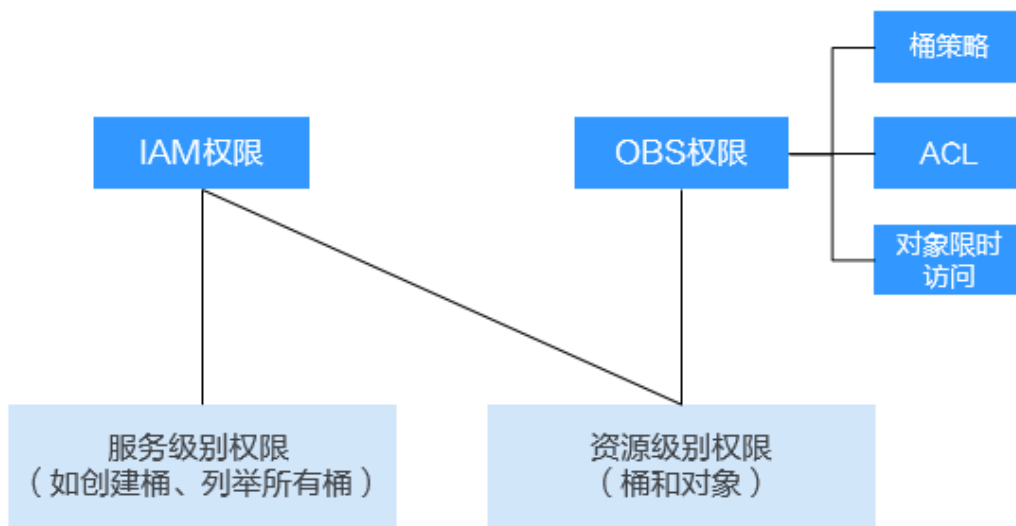 桶策略
IAM权限
OBS权限
ACL
对象限时
访问
服务级别权限
（如创建桶、列举所有桶）
资源级别权限
（桶和对象）